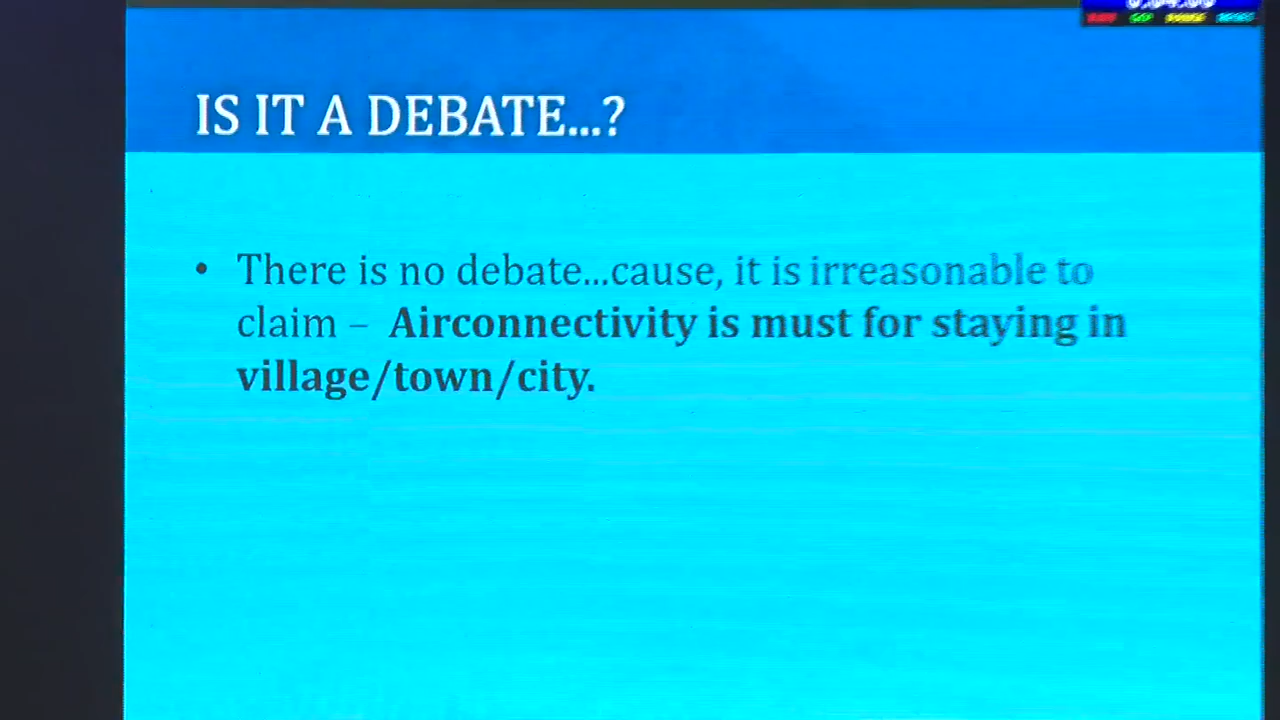 IS IT A DEBATE...?
• There is no debate...cause, it is irreasonable to
claim – Airconnectivity is must for staying in
village/town/city.